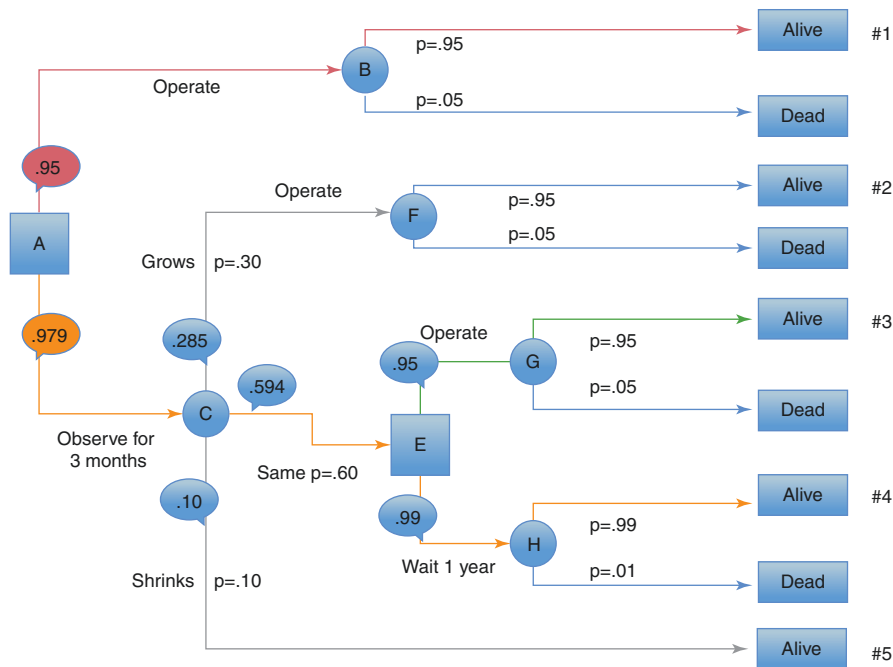 Alive #1
p=.95
B
Operate
p=.05
Dead
.95
Alive #2
Operate
p=.95
F
A
p=.05
Dead
Grows p=.30
Alive #3
.979
.285
Operate
p=.95
.95
G
.594
p=.05
C
Dead
Observe for
3 months
E
Same p=.60
Alive #4
.10
.99
p=.99
H
Wait 1 year
p=.01
Shrinks p=.10
Dead
Alive #5